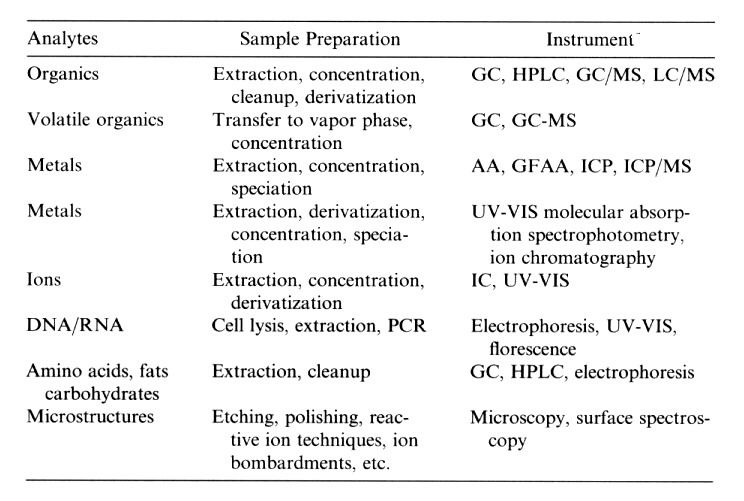 Analytes Sample Preparation Instrument
Organics Extraction, concentration, GC, HPLC, GC/MS, LC/MS
cleanup, derivatization
Volatile organics Transfer to vapor phase, GC, GC-MS
concentration
Metals Extraction, concentration, AA, GFAA, ICP, ICP/MS
speciation
Metals Extraction, derivatization, UV-VIS molecular absorp-
concentration, specia- tion spectrophotometry,
tion ion chromatography
Ions Extraction, concentration, IC, UV-VIS
derivatization
DNA/RNA Cell lysis, extraction, PCR Electrophoresis, UV-VIS,
florescence
Amino acids, fats Extraction, cleanup GC, HPLC, electrophoresis
carbohydrates
Microstructures Etching, polishing, reac- Microscopy, surface spectros-
tive ion techniques, ion copy
bombardments, etc.